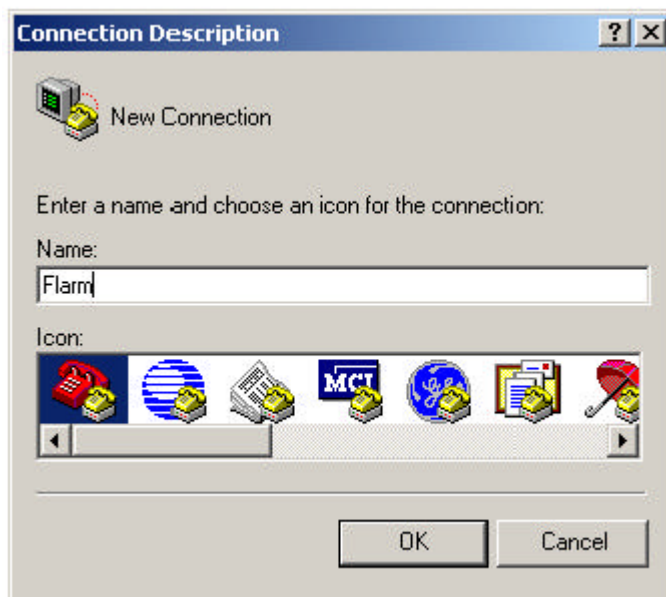 Connection Description
New Connection
Enter a name and choose an icon for the connection:
Name:
Flarm
Icon:
MCI
OK Cancel